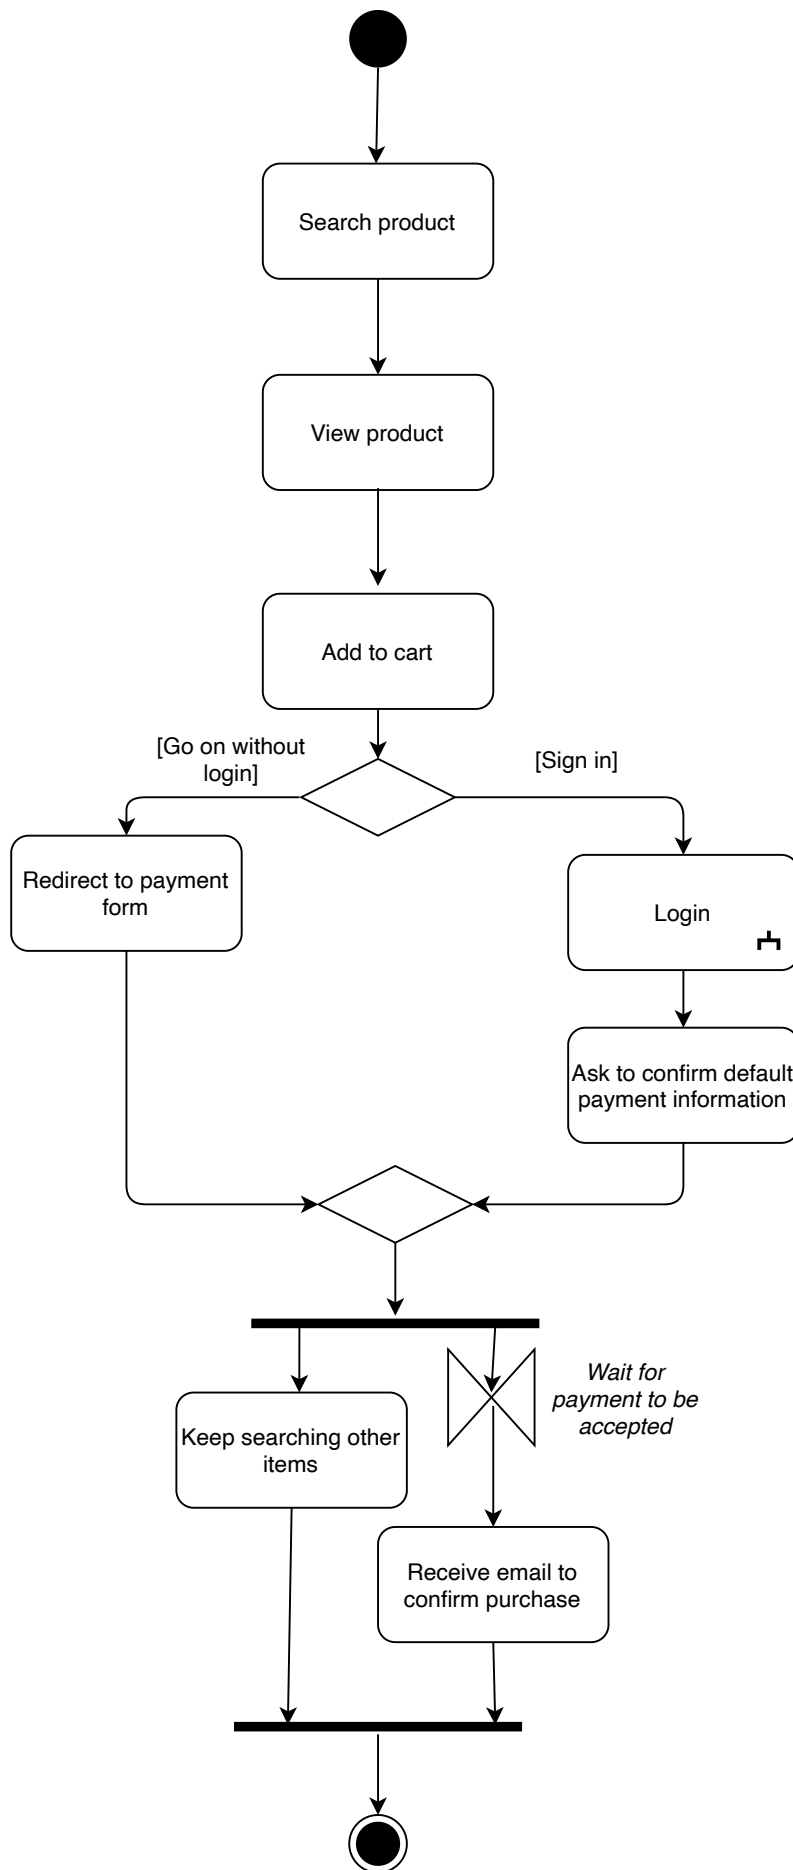 Search product
View product
Add to cart
[Go on without
login]
[Sign in]
Redirect to payment
form
Login
Ask to confirm default
payment information
Wait for
payment to be
accepted
Keep searching other
items
Receive email to
confirm purchase